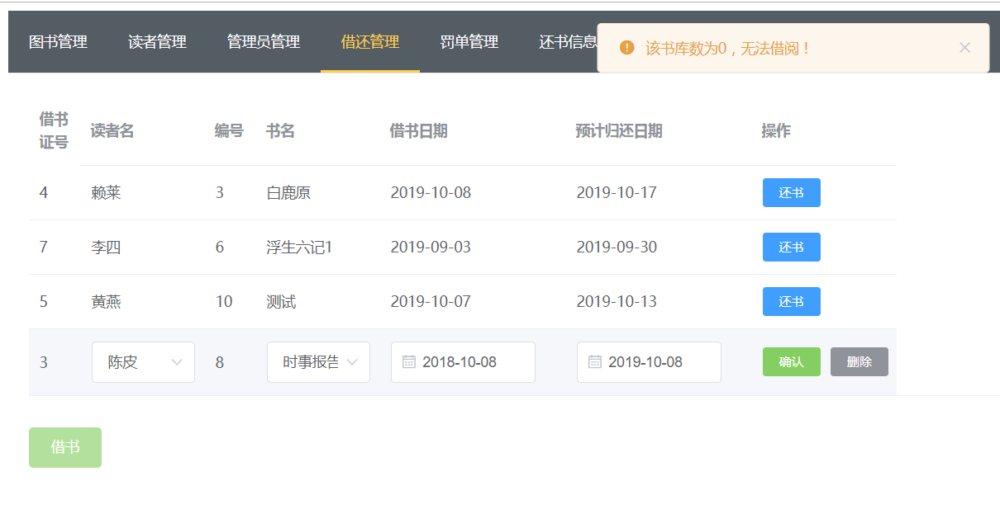 图书管理 读者管理 管理员管理 借还管理 罚单管理 还书信息
该书库数为0，无法借阅！
借书证号 读者名 编号 书名 借书日期 预计归还日期 操作
4 赖莱 3 白鹿原 2019-10-08 2019-10-17 还书
7 李四 6 浮生六记1 2019-09-03 2019-09-30 还书
5 黄燕 10 测试 2019-10-07 2019-10-13 还书
3 陈皮 8 时事报告 2018-10-08 2019-10-08 确认 删除
借书